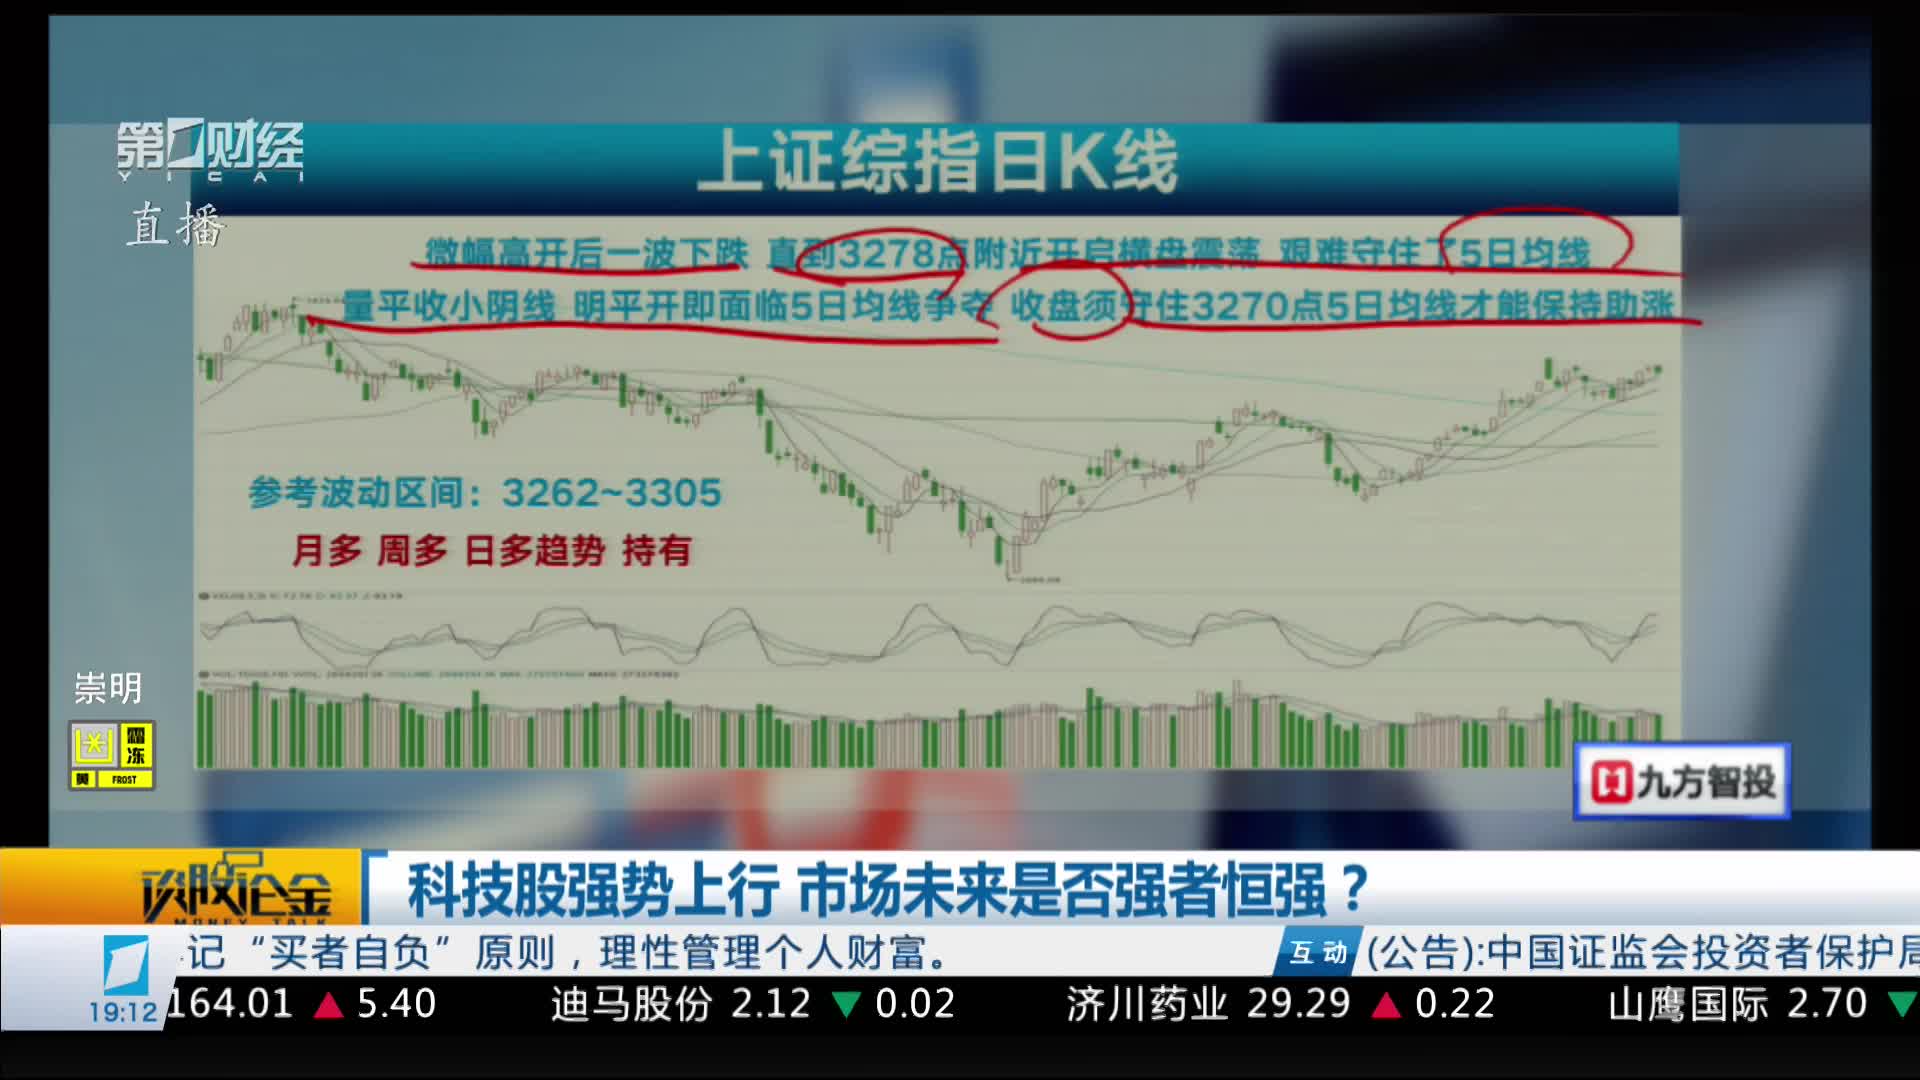 第1财经
YICAI
直播
上证综指日K线
微幅高开后一波下跌 直到3278点附近开启横盘震荡 艰难守住了5日均线
量平收小阴线 明平开即面临5日均线争夺 收盘须守住3270点5日均线才能保持助涨
参考波动区间：3262~3305
月多 周多 日多趋势 持有
崇明
霜冻
黄 FROST
九方智投
谈股论金
MONEY TALK
科技股强势上行 市场未来是否强者恒强？
记“买者自负”原则，理性管理个人财富。 互动 (公告):中国证监会投资者保护局
19:12
164.01 ▲ 5.40 迪马股份 2.12 ▼ 0.02 济川药业 29.29 ▲ 0.22 山鹰国际 2.70 ▼